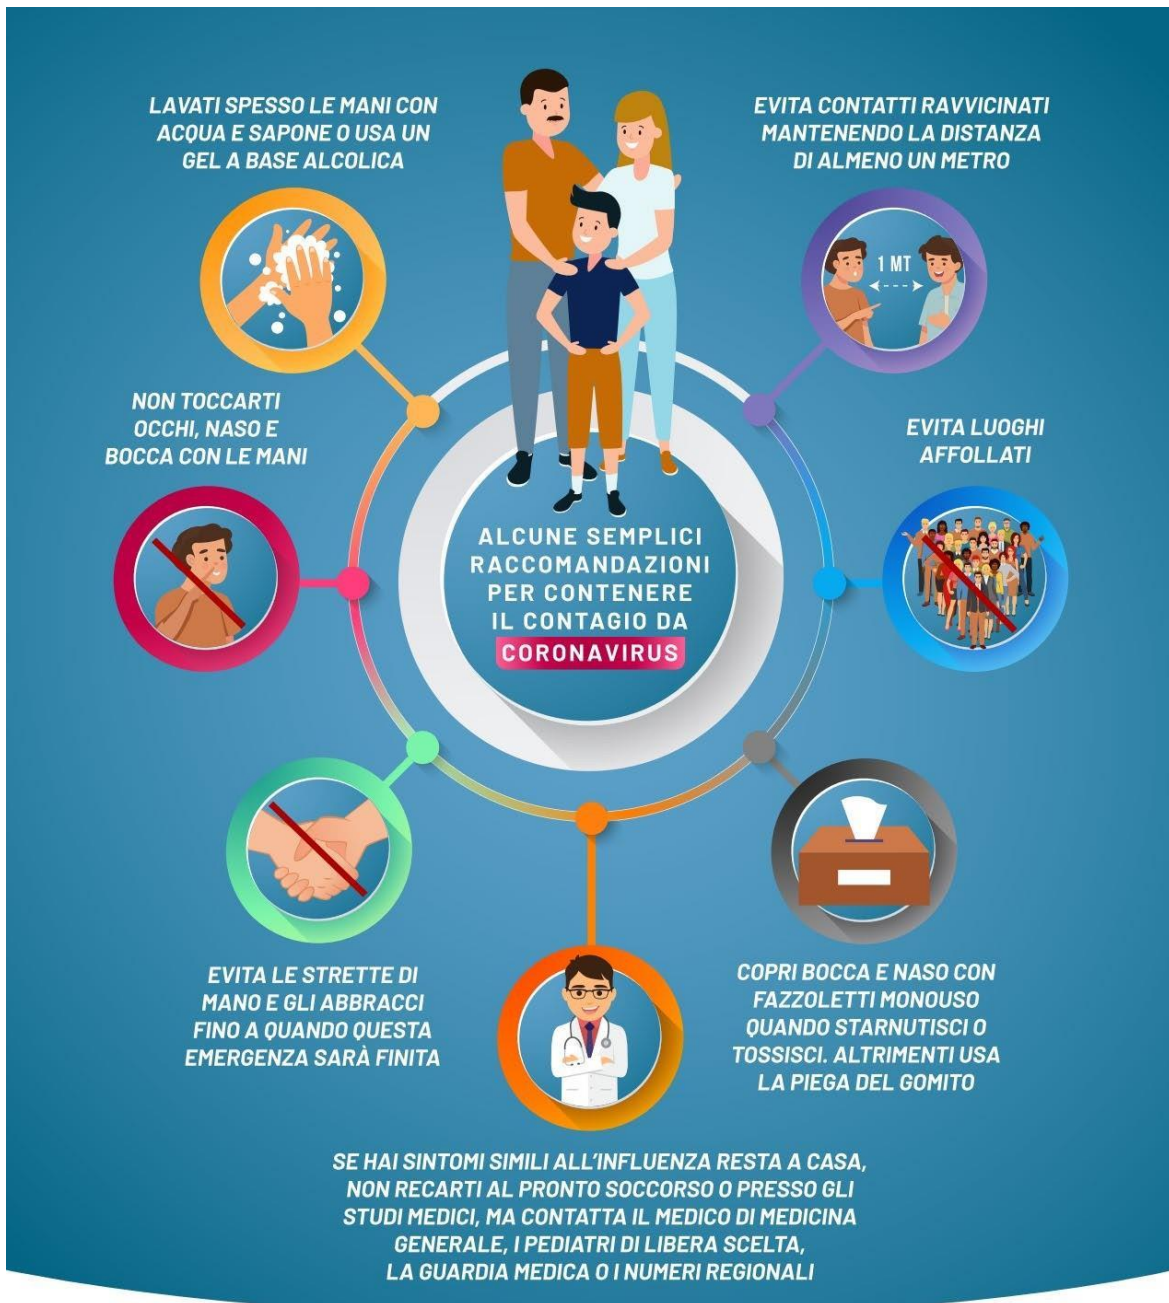 LAVATI SPESSO LE MANI CON
ACQUA E SAPONE O USA UN
GEL A BASE ALCOLICA
EVITA CONTATTI RAVVICINATI
MANTENENDO LA DISTANZA
DI ALMENO UN METRO
1 MT
NON TOCCARTI
OCCHI, NASO E
BOCCA CON LE MANI
EVITA LUOGHI
AFFOLLATI
ALCUNE SEMPLICI
RACCOMANDAZIONI
PER CONTENERE
IL CONTAGIO DA
CORONAVIRUS
EVITA LE STRETTE DI
MANO E GLI ABBRACCI
FINO A QUANDO QUESTA
EMERGENZA SARÀ FINITA
COPRI BOCCA E NASO CON
FAZZOLETTI MONOUSO
QUANDO STARNUTISCI O
TOSSISCI. ALTRIMENTI USA
LA PIEGA DEL GOMITO
SE HAI SINTOMI SIMILI ALL'INFLUENZA RESTA A CASA,
NON RECARTI AL PRONTO SOCCORSO O PRESSO GLI
STUDI MEDICI, MA CONTATTA IL MEDICO DI MEDICINA
GENERALE, I PEDIATRI DI LIBERA SCELTA,
LA GUARDIA MEDICA O I NUMERI REGIONALI